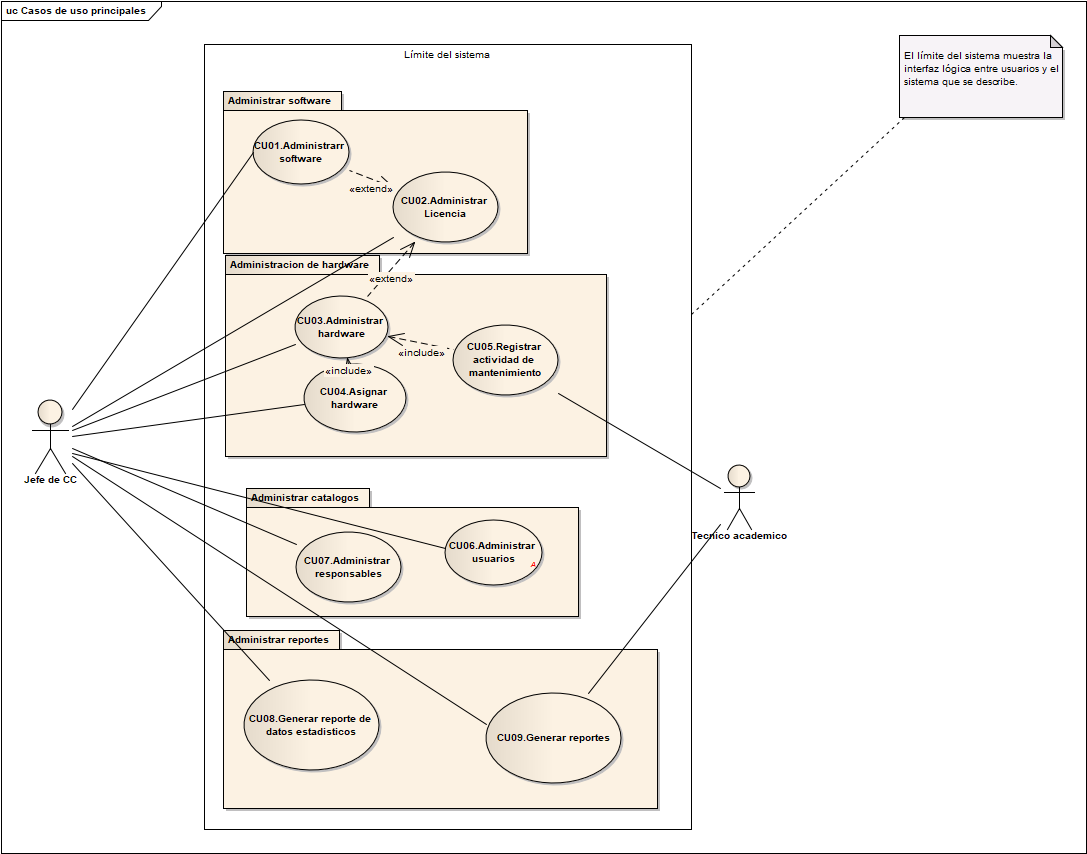 uc Casos de uso principales
Límite del sistema
El límite del sistema muestra la
interfaz lógica entre usuarios y el
sistema que se describe.
Administrar software
CU01.Administrarr
software
«extend»
CU02.Administrar
Licencia
Administracion de hardware
«extend»
CU03.Administrar
hardware
«include»
CU05.Registrar
actividad de
mantenimiento
«include»
CU04.Asignar
hardware
Jefe de CC
Tecnico academico
Administrar catalogos
CU06.Administrar
usuarios
A
CU07.Administrar
responsables
Administrar reportes
CU08.Generar reporte de
datos estadisticos
CU09.Generar reportes